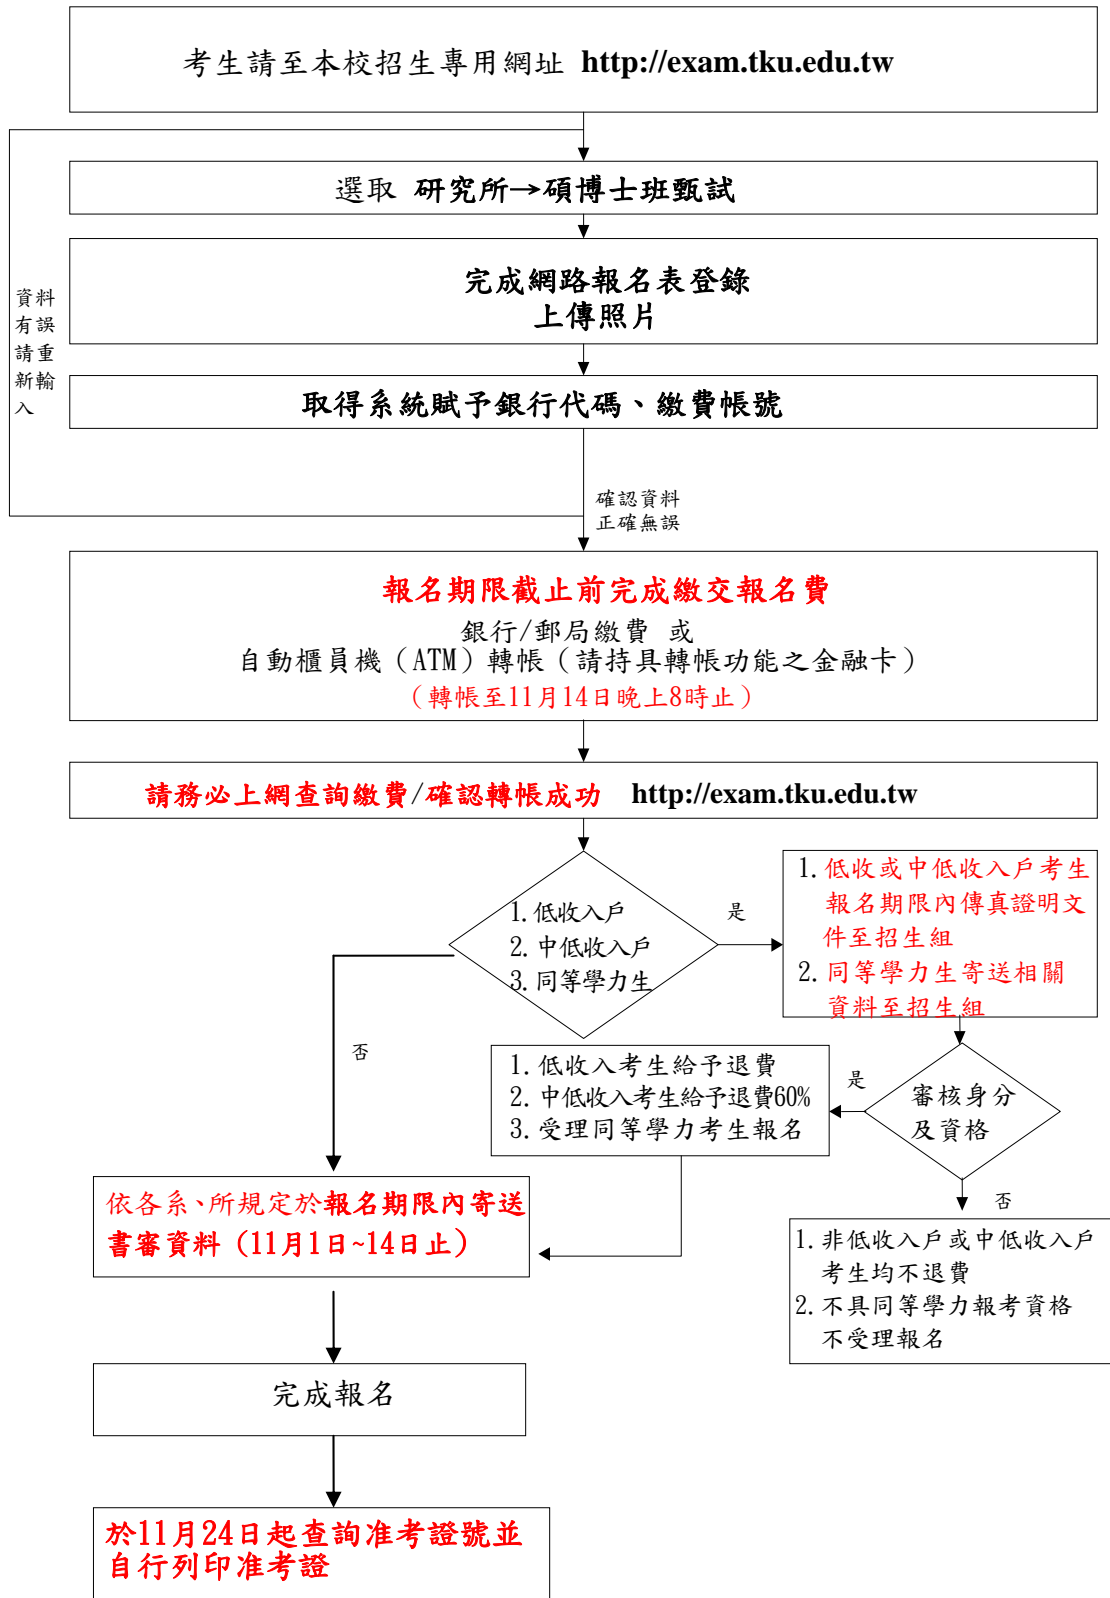 考生請至本校招生專用網址 http://exam.tku.edu.tw
選取 研究所→碩博士班甄試
完成網路報名表登錄
上傳照片
資料
有誤
請重
新輸
入
取得系統賦予銀行代碼、繳費帳號
確認資料
正確無誤
報名期限截止前完成繳交報名費
銀行/郵局繳費 或
自動櫃員機（ATM）轉帳（請持具轉帳功能之金融卡）
（轉帳至11月14日晚上8時止）
請務必上網查詢繳費/確認轉帳成功 http://exam.tku.edu.tw
1.低收入戶
2.中低收入戶
3.同等學力生
是
1.低收或中低收入戶考生
報名期限內傳真證明文
件至招生組
2.同等學力生寄送相關
資料至招生組
否
1.低收入考生給予退費
2.中低收入考生給予退費60%
3.受理同等學力考生報名
是
審核身分
及資格
否
依各系、所規定於報名期限內寄送
書審資料（11月1日~14日止）
1.非低收入戶或中低收入戶
考生均不退費
2.不具同等學力報考資格
不受理報名
完成報名
於11月24日起查詢准考證號並
自行列印准考證